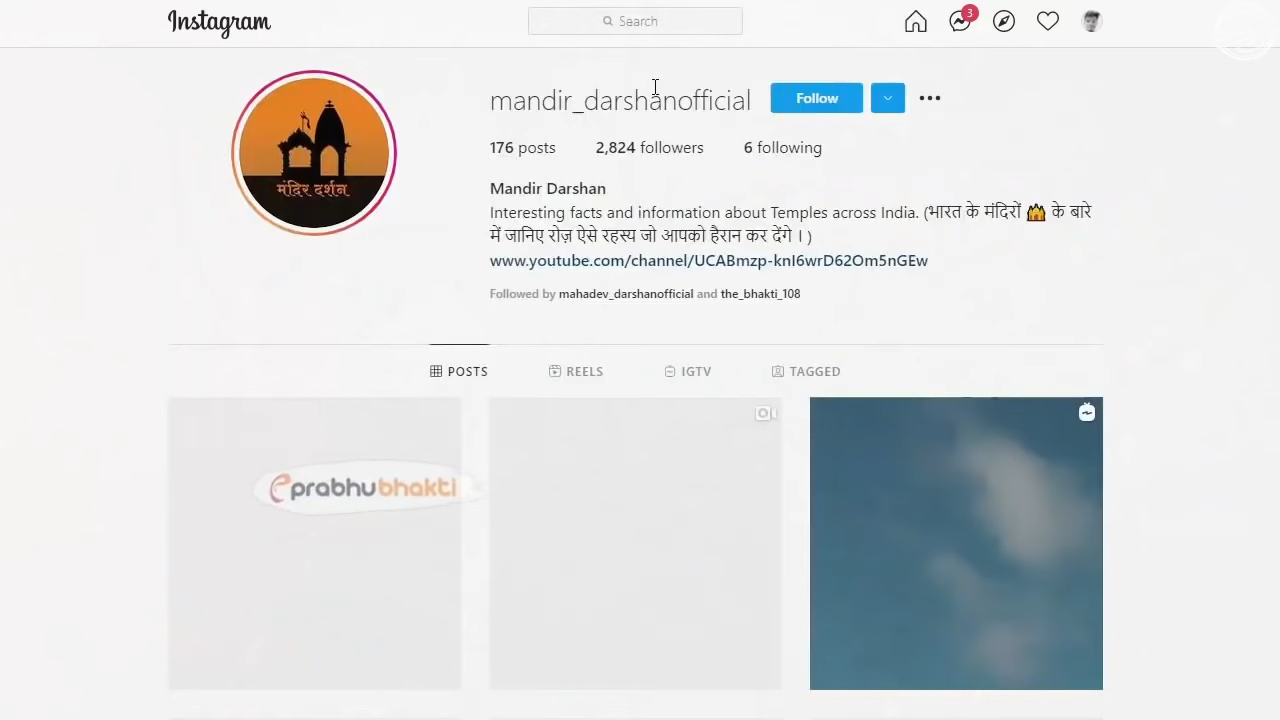 Instagram
Search
3
mandir_darshanofficial
Follow
176 posts 2,824 followers 6 following
मंदिर दर्शन
Mandir Darshan
Interesting facts and information about Temples across India. (भारत के मंदिरों 🛕 के बारे
में जानिए रोज़ ऐसे रहस्य जो आपको हैरान कर देंगे । )
www.youtube.com/channel/UCABmzp-knI6wrD62Om5nGEw
Followed by mahadev_darshanofficial and the_bhakti_108
POSTS REELS IGTV TAGGED
eprabhubhakti